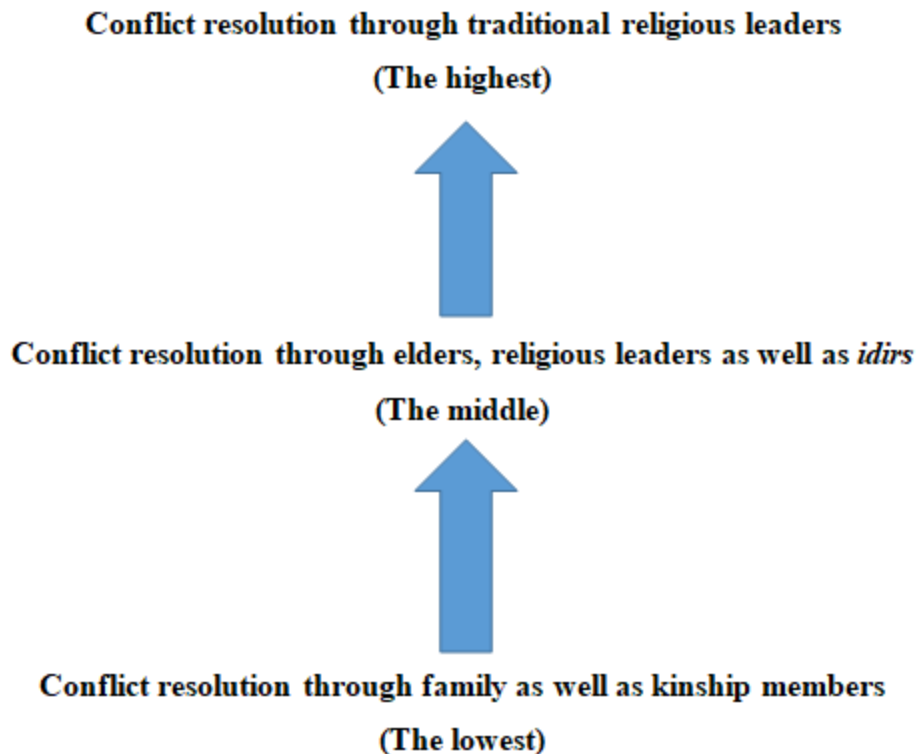 Conflict resolution through traditional religious leaders
(The highest)
Conflict resolution through elders, religious leaders as well as idirs
(The middle)
Conflict resolution through family as well as kinship members
(The lowest)